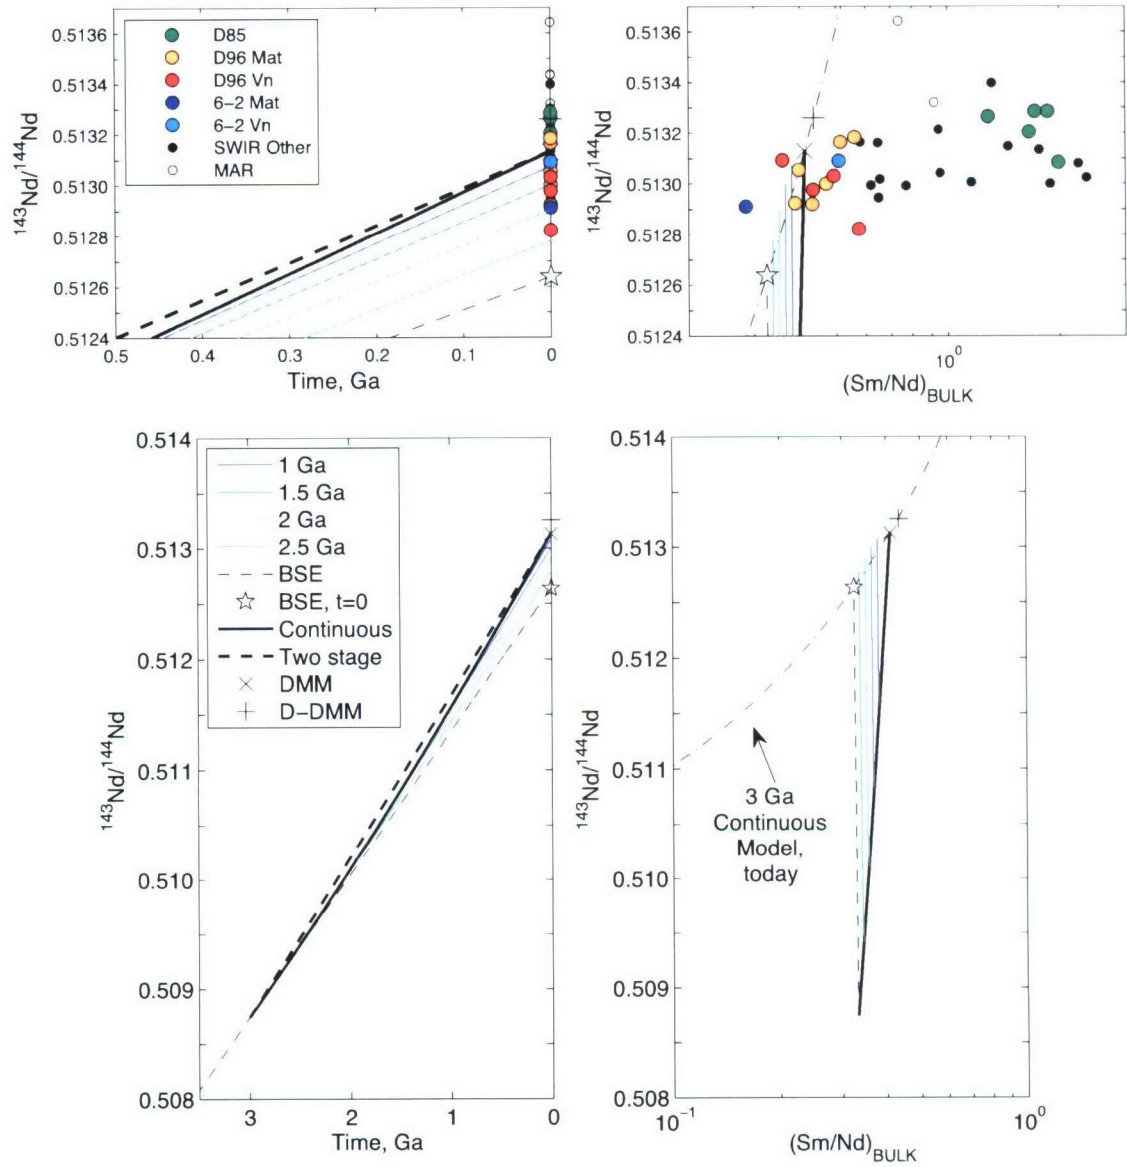 0.5136
0.5134
0.5132
0.5130
0.5128
0.5126
0.5124
143Nd/144Nd
D85
D96 Mat
D96 Vn
6-2 Mat
6-2 Vn
SWIR Other
MAR
0.5
0.4
0.3
0.2
0.1
0
Time, Ga
0.5136
0.5134
0.5132
0.5130
0.5128
0.5126
0.5124
143Nd/144Nd
10^0
(Sm/Nd)BULK
0.514
0.513
0.512
0.511
0.510
0.509
0.508
143Nd/144Nd
1 Ga
1.5 Ga
2 Ga
2.5 Ga
BSE
BSE, t=0
Continuous
Two stage
DMM
D-DMM
3
2
1
0
Time, Ga
0.514
0.513
0.512
0.511
0.510
0.509
0.508
143Nd/144Nd
3 Ga
Continuous
Model,
today
10^-1
10^0
(Sm/Nd)BULK